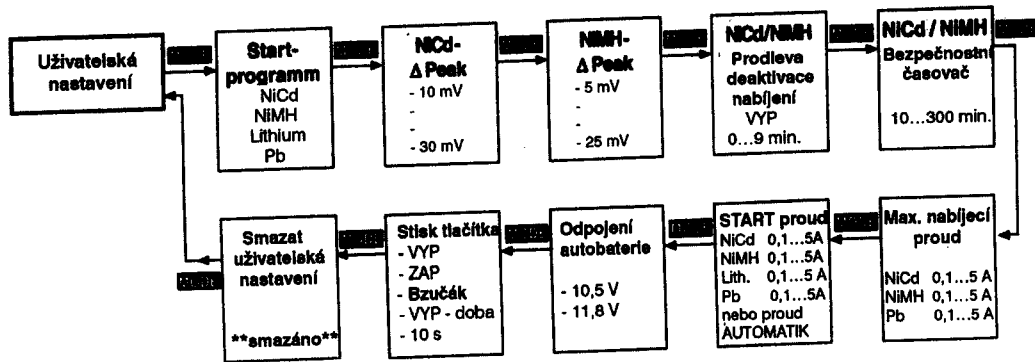 Uživatelská
nastavení
Start-
programm
NiCd
NiMH
Lithium
Pb
NiCd-
Δ Peak
- 10 mV
-
-
- 30 mV
NiMH-
Δ Peak
- 5 mV
-
-
- 25 mV
NiCd/NiMH
Prodleva
deaktivace
nabíjení
VYP
0...9 min.
NiCd / NiMH
Bezpečnostní
časovač
10...300 min.
Max. nabíjecí
proud
NiCd 0,1...5 A
NiMH 0,1...5 A
Pb 0,1...5 A
START proud
NiCd 0,1...5A
NiMH 0,1...5A
Lith. 0,1...5 A
Pb 0,1...5A
nebo proud
AUTOMATIK
Odpojení
autobaterie
- 10,5 V
- 11,8 V
Stisk tlačítka
- VYP
- ZAP
- Bzučák
- VYP - doba
- 10 s
Smazat
uživatelská
nastavení
**smazáno**